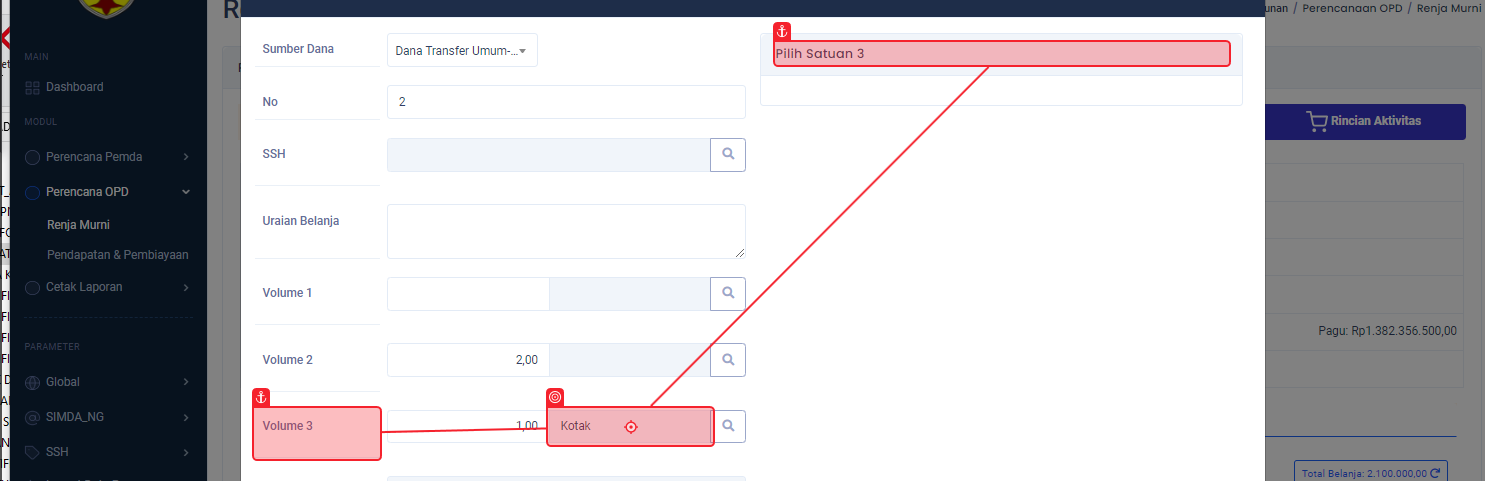 MAIN
Dashboard
MODUL
Perencana Pemda
Perencana OPD
Renja Murni
Pendapatan & Pembiayaan
Cetak Laporan
PARAMETER
Global
SIMDA_NG
SSH
Sumber Dana
Dana Transfer Umum-...
No
2
SSH
Uraian Belanja
Volume 1
Volume 2
2,00
Volume 3
1,00
Kotak
Pilih Satuan 3
/ Perencanaan OPD / Renja Murni
Rincian Aktivitas
Pagu: Rp1.382.356.500,00
Total Belanja: 2.100.000,00